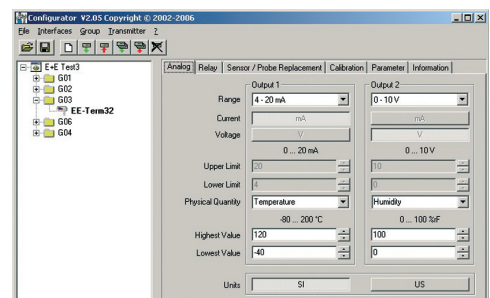 Configurator V2.05 Copyright © 2002-2006
File Interfaces Group Transmitter ?
E+E Test3
G01
G02
G03
EE-Term32
G06
G04
Analog Relay Sensor / Probe Replacement Calibration Parameter Information
Output 1 Output 2
Range 4 - 20 mA 0 - 10 V
Current mA mA
Voltage V V
0 ... 20 mA 0 ... 10 V
Upper Limit 20 10
Lower Limit 4 0
Physical Quantity Temperature Humidity
-80 ... 200 °C 0 ... 100 %rF
Highest Value 120 100
Lowest Value -40 0
Units SI US